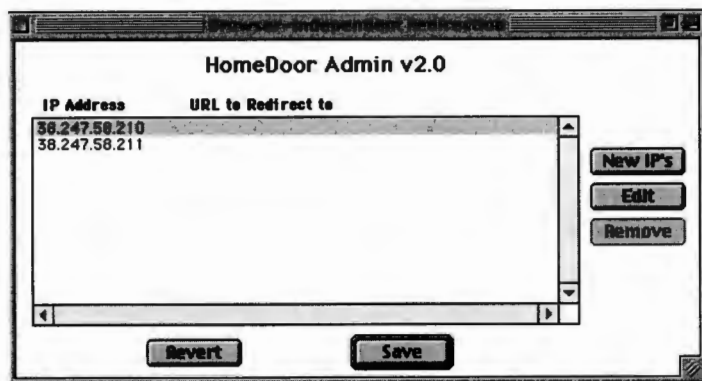 HomeDoor Admin v2.0
IP Address URL to Redirect to
38.247.58.210
38.247.58.211
New IP's
Edit
Remove
Revert Save